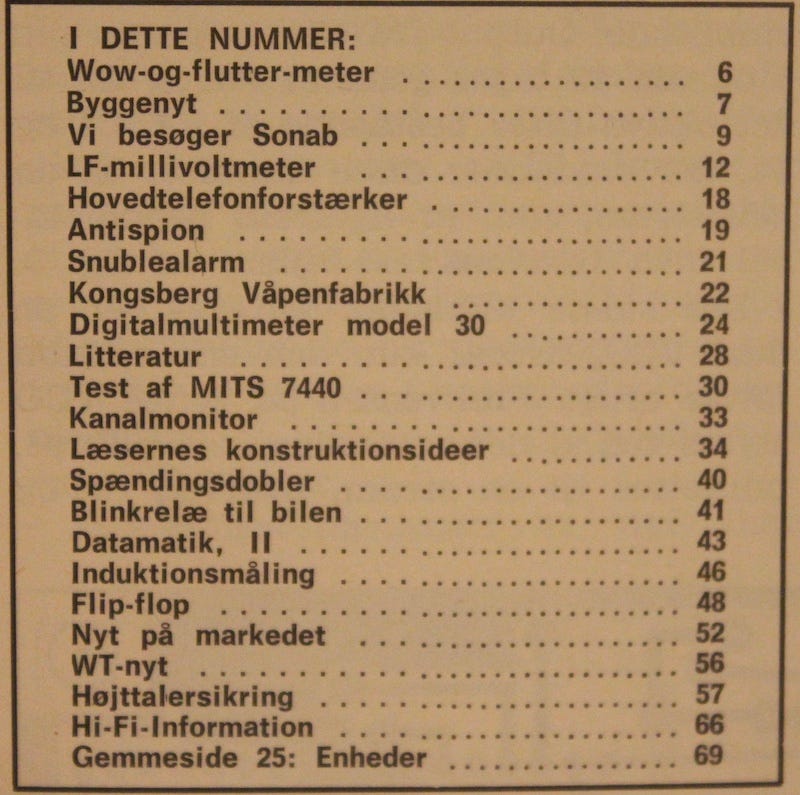 I DETTE NUMMER:
Wow-og-flutter-meter . . . . . . . . . . . . . . . . . . 6
Byggenyt . . . . . . . . . . . . . . . . . . . . . . . . . . . . 7
Vi besøger Sonab . . . . . . . . . . . . . . . . . . . . 9
LF-millivoltmeter . . . . . . . . . . . . . . . . . . . . 12
Hovedtelefonforstærker . . . . . . . . . . . . . . . . 18
Antispion . . . . . . . . . . . . . . . . . . . . . . . . . . 19
Snublealarm . . . . . . . . . . . . . . . . . . . . . . . . 21
Kongsberg Våpenfabrikk . . . . . . . . . . . . . . . 22
Digitalmultimeter model 30 . . . . . . . . . . . . 24
Litteratur . . . . . . . . . . . . . . . . . . . . . . . . . . 28
Test af MITS 7440 . . . . . . . . . . . . . . . . . . . . 30
Kanalmonitor . . . . . . . . . . . . . . . . . . . . . . 33
Læsernes konstruktionsideer . . . . . . . . . . . . 34
Spændingsdobler . . . . . . . . . . . . . . . . . . . . . 40
Blinkrelæ til bilen . . . . . . . . . . . . . . . . . . . . 41
Datamatik, II . . . . . . . . . . . . . . . . . . . . . . . 43
Induktionsmåling . . . . . . . . . . . . . . . . . . . . . 46
Flip-flop . . . . . . . . . . . . . . . . . . . . . . . . . . . 48
Nyt på markedet . . . . . . . . . . . . . . . . . . . . 52
WT-nyt . . . . . . . . . . . . . . . . . . . . . . . . . . . . 56
Højttalersikring . . . . . . . . . . . . . . . . . . . . . . 57
Hi-Fi-Information . . . . . . . . . . . . . . . . . . . . . 66
Gemmeside 25: Enheder . . . . . . . . . . . . . . . 69